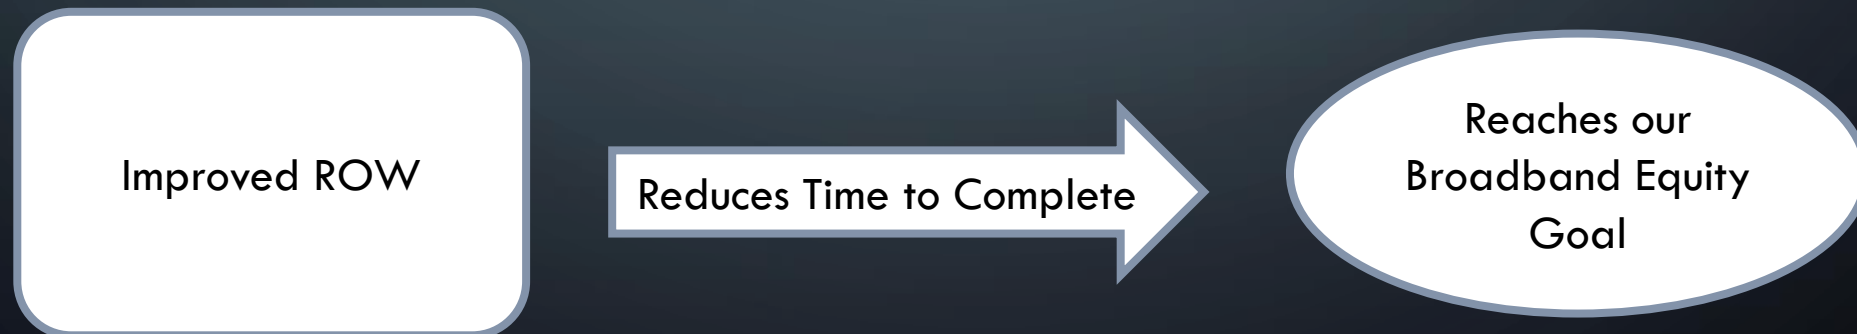 Improved ROW
Reduces Time to Complete
Reaches our
Broadband Equity
Goal